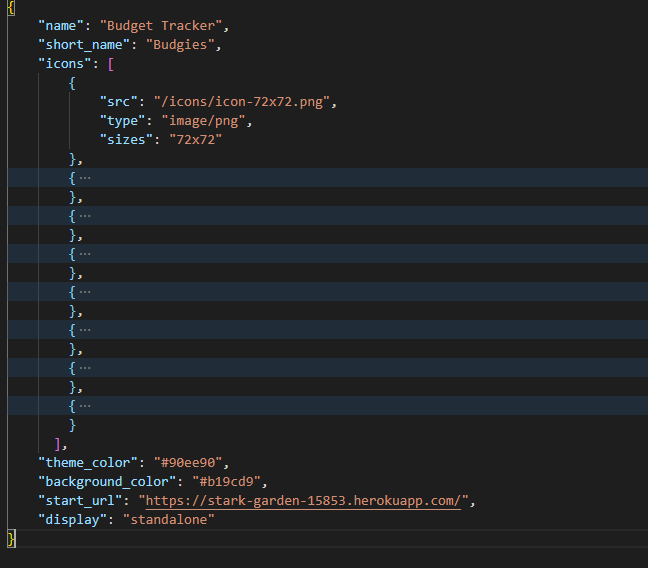 {
    "name": "Budget Tracker",
    "short_name": "Budgies",
    "icons": [
        {
            "src": "/icons/icon-72x72.png",
            "type": "image/png",
            "sizes": "72x72"
        },
        { ···
        },
        { ···
        },
        { ···
        },
        { ···
        },
        { ···
        },
        { ···
        },
        { ···
        }
      ],
    "theme_color": "#90ee90",
    "background_color": "#b19cd9",
    "start_url": "https://stark-garden-15853.herokuapp.com/",
    "display": "standalone"
}